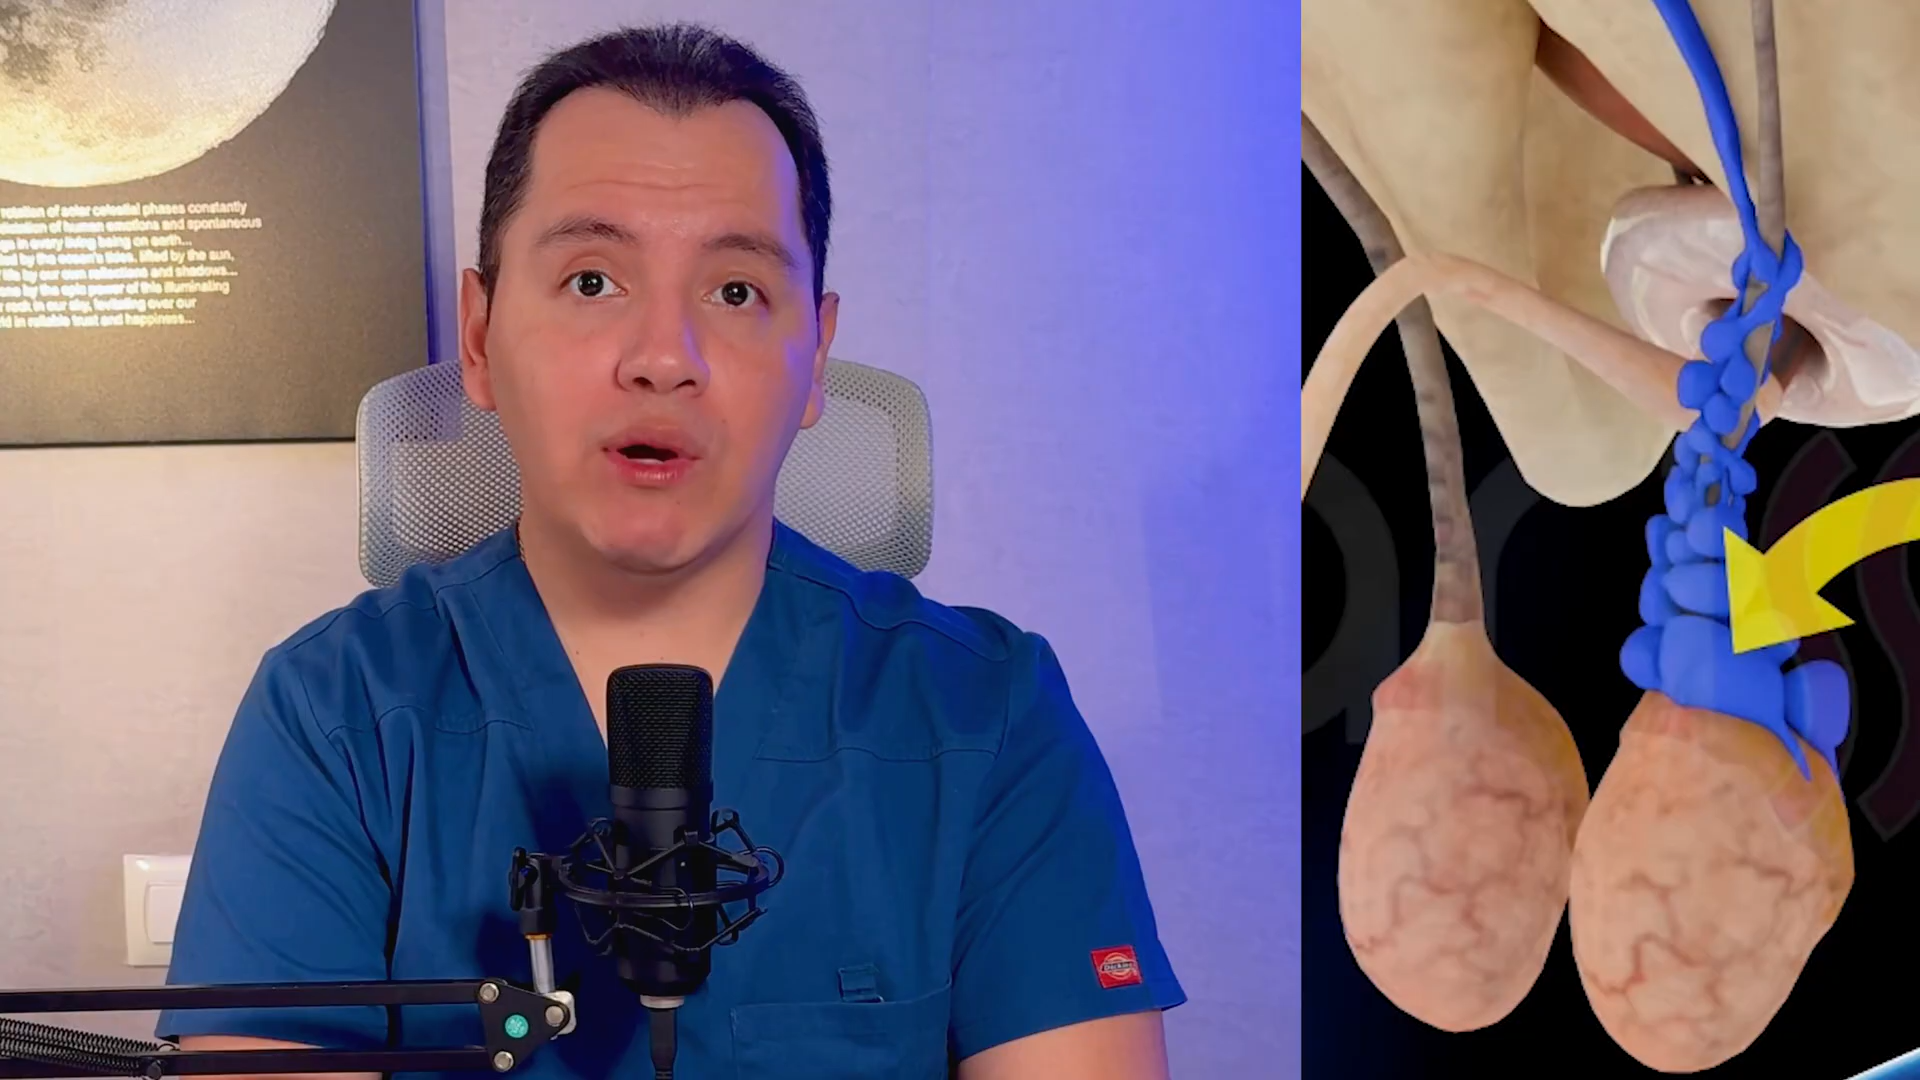 rotation of solar celestial phases constantly
of human emotions and spontaneous
in every living being on earth...
by the ocean's tides, lifted by the sun,
life by our own reflections and shadows...
by the epic power of this illuminating
rock in our sky, levitating over our
in reliable trust and happiness...
Dickies